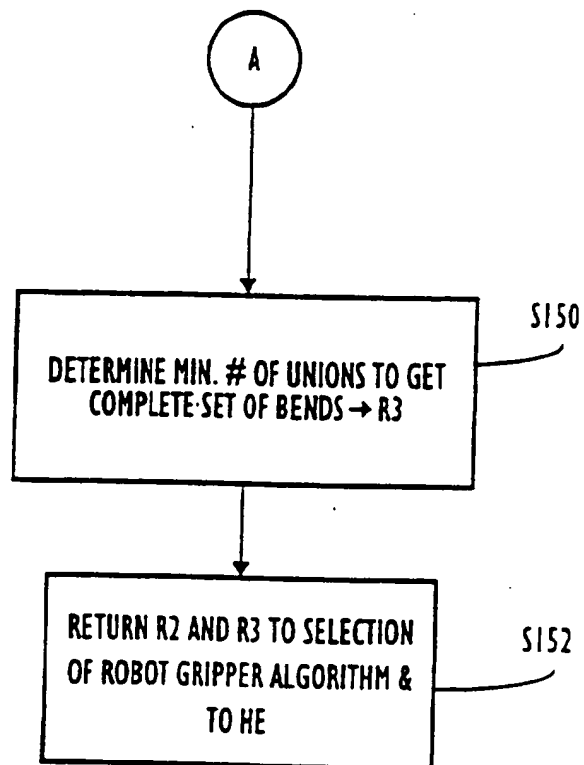 A
DETERMINE MIN. # OF UNIONS TO GET
COMPLETE·SET OF BENDS → R3
S150
RETURN R2 AND R3 TO SELECTION
OF ROBOT GRIPPER ALGORITHM &
TO HE
S152